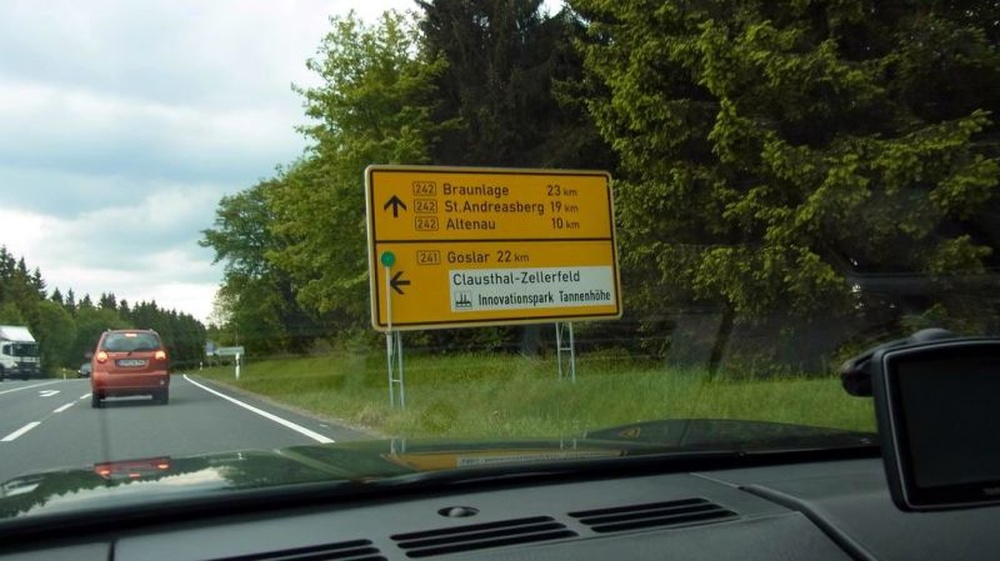 242 Braunlage 23 km
242 St.Andreasberg 19 km
242 Altenau 10 km
241 Goslar 22 km
Clausthal-Zellerfeld
Innovationspark Tannenhöhe